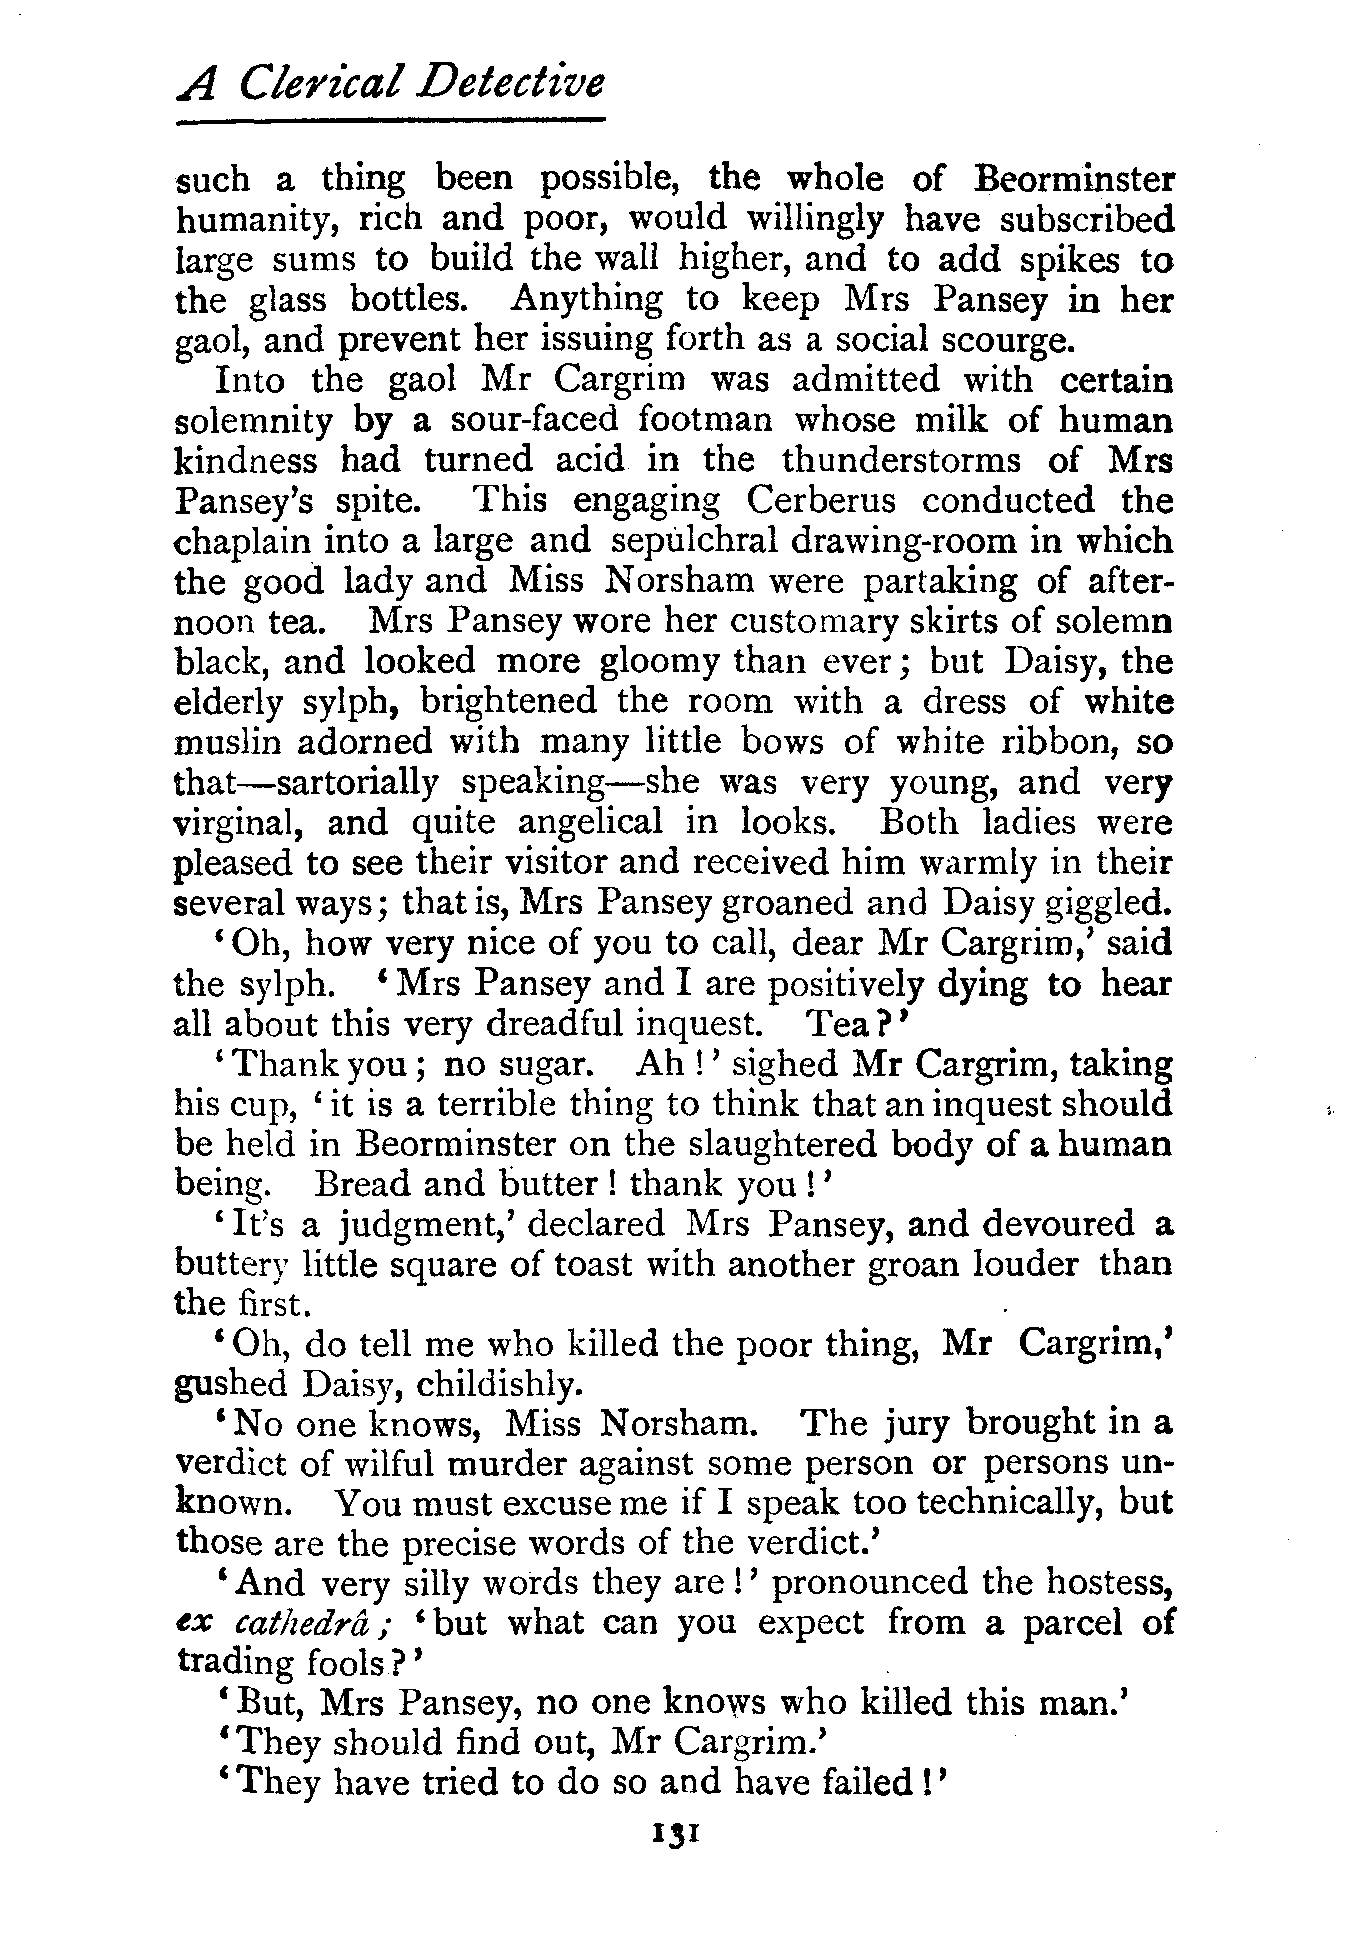 A Clerical Detective
such a thing been possible, the whole of Beorminster
humanity, rich and poor, would willingly have subscribed
large sums to build the wall higher, and to add spikes to
the glass bottles. Anything to keep Mrs Pansey in her
gaol, and prevent her issuing forth as a social scourge.
Into the gaol Mr Cargrim was admitted with certain
solemnity by a sour-faced footman whose milk of human
kindness had turned acid in the thunderstorms of Mrs
Pansey's spite. This engaging Cerberus conducted the
chaplain into a large and sepulchral drawing-room in which
the good lady and Miss Norsham were partaking of after-
noon tea. Mrs Pansey wore her customary skirts of solemn
black, and looked more gloomy than ever; but Daisy, the
elderly sylph, brightened the room with a dress of white
muslin adorned with many little bows of white ribbon, so
that—sartorially speaking—she was very young, and very
virginal, and quite angelical in looks. Both ladies were
pleased to see their visitor and received him warmly in their
several ways; that is, Mrs Pansey groaned and Daisy giggled.
‘Oh, how very nice of you to call, dear Mr Cargrim,’ said
the sylph. ‘Mrs Pansey and I are positively dying to hear
all about this very dreadful inquest. Tea?’
‘Thank you; no sugar. Ah!’ sighed Mr Cargrim, taking
his cup, ‘it is a terrible thing to think that an inquest should
be held in Beorminster on the slaughtered body of a human
being. Bread and butter! thank you!’
‘It's a judgment,’ declared Mrs Pansey, and devoured a
buttery little square of toast with another groan louder than
the first.
‘Oh, do tell me who killed the poor thing, Mr Cargrim,’
gushed Daisy, childishly.
‘No one knows, Miss Norsham. The jury brought in a
verdict of wilful murder against some person or persons un-
known. You must excuse me if I speak too technically, but
those are the precise words of the verdict.’
‘And very silly words they are!’ pronounced the hostess,
ex cathedrâ; ‘but what can you expect from a parcel of
trading fools?’
‘But, Mrs Pansey, no one knows who killed this man.’
‘They should find out, Mr Cargrim.’
‘They have tried to do so and have failed!’
131